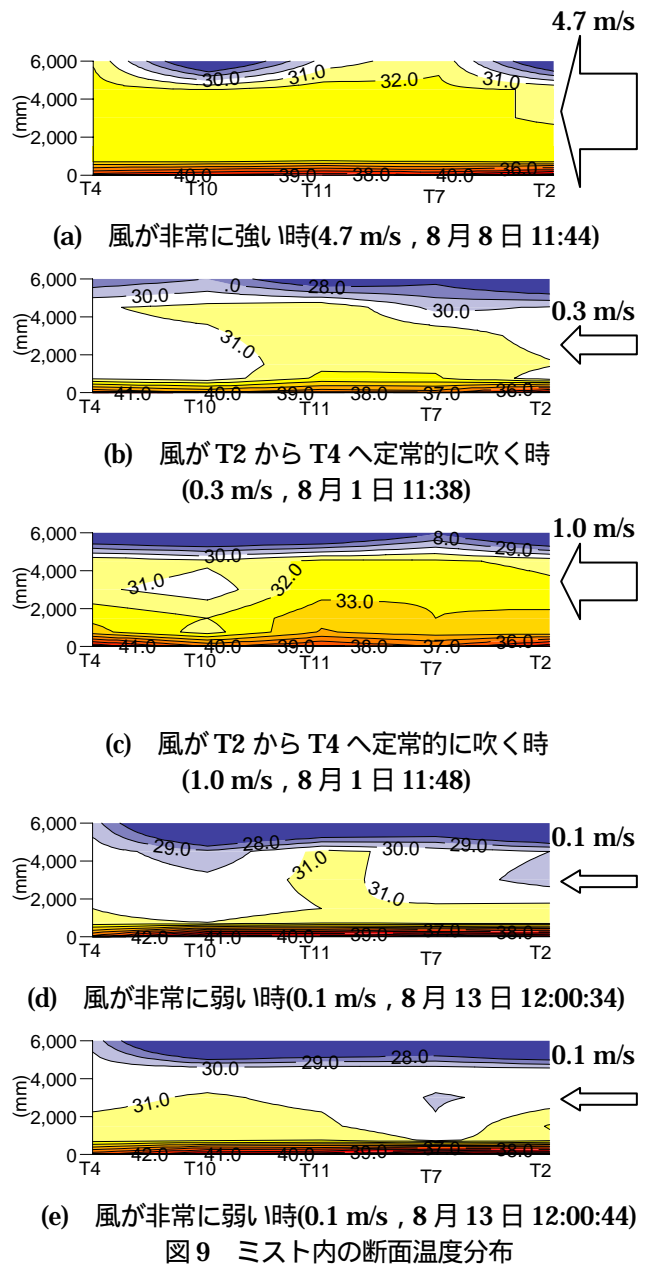 4.7 m/s
6,000
4,000
2,000
0
(mm)
30.0 31.0 32.0 31.0
40.0 39.0 38.0 40.0 36.0
T4 T10 T11 T7 T2
(a) 風が非常に強い時(4.7 m/s , 8 月 8 日 11:44)
6,000
4,000
2,000
0
(mm)
30.0 .0 28.0 30.0
31.0
0.3 m/s
41.0 40.0 39.0 38.0 37.0 36.0
T4 T10 T11 T7 T2
(b) 風が T2 から T4 へ定常的に吹く時
(0.3 m/s , 8 月 1 日 11:38)
1.0 m/s
6,000
4,000
2,000
0
(mm)
30.0 8.0 29.0
31.0 32.0
33.0
41.0 40.0 39.0 38.0 37.0 36.0
T4 T10 T11 T7 T2
(c) 風が T2 から T4 へ定常的に吹く時
(1.0 m/s , 8 月 1 日 11:48)
6,000
4,000
2,000
0
(mm)
0.1 m/s
29.0 28.0 31.0 30.0 29.0
31.0
42.0 41.0 40.0 39.0 37.0 38.0
T4 T10 T11 T7 T2
(d) 風が非常に弱い時(0.1 m/s , 8 月 13 日 12:00:34)
6,000
4,000
2,000
0
(mm)
0.1 m/s
30.0 29.0 28.0
31.0
42.0 41.0 40.0 39.0 37.0 38.0
T4 T10 T11 T7 T2
(e) 風が非常に弱い時(0.1 m/s , 8 月 13 日 12:00:44)
図 9 ミスト内の断面温度分布